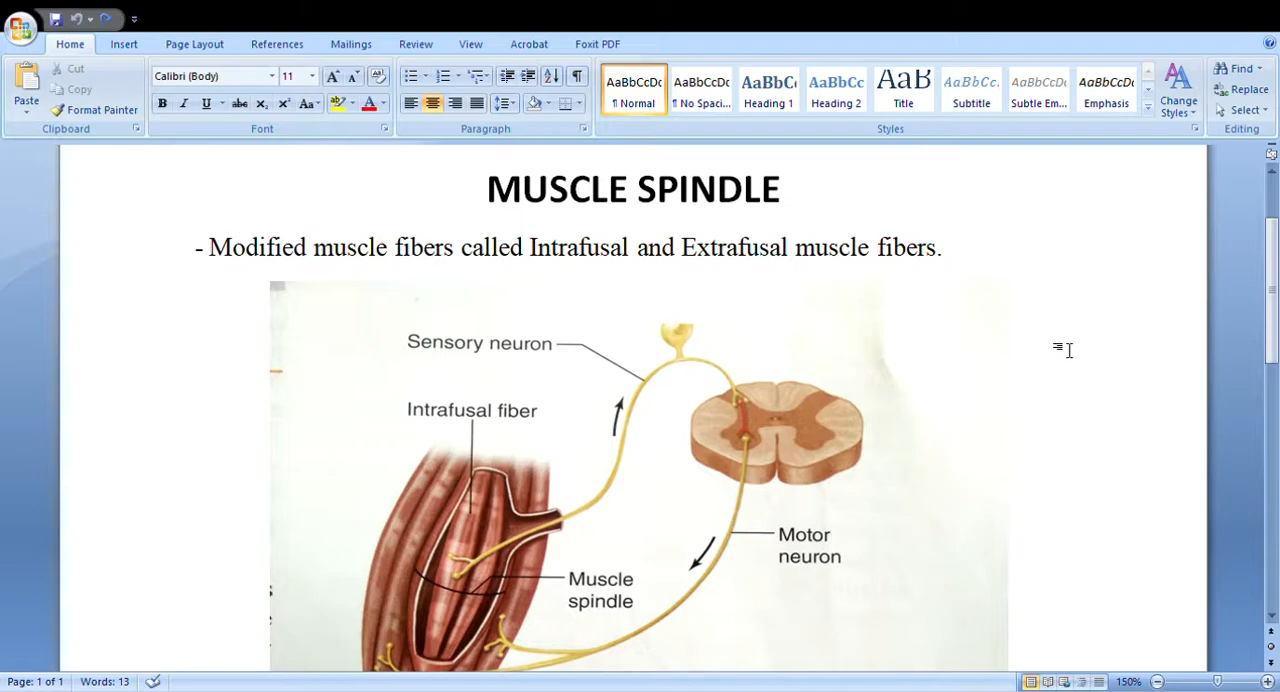 Home Insert Page Layout References Mailings Review View Acrobat Foxit PDF
Paste
Cut
Copy
Format Painter
Clipboard
Calibri (Body) 11
Font
Paragraph
AaBbCcDc AaBbCcDc AaBbCc AaBbCc AaB AaBbCc. AaBbCcDc AaBbCcDc
¶ Normal ¶ No Spaci... Heading 1 Heading 2 Title Subtitle Subtle Em... Emphasis
Change
Styles
Styles
Find
Replace
Select
Editing
MUSCLE SPINDLE
- Modified muscle fibers called Intrafusal and Extrafusal muscle fibers.
Sensory neuron
Intrafusal fiber
Motor
neuron
Muscle
spindle
Page: 1 of 1 Words: 13 150%